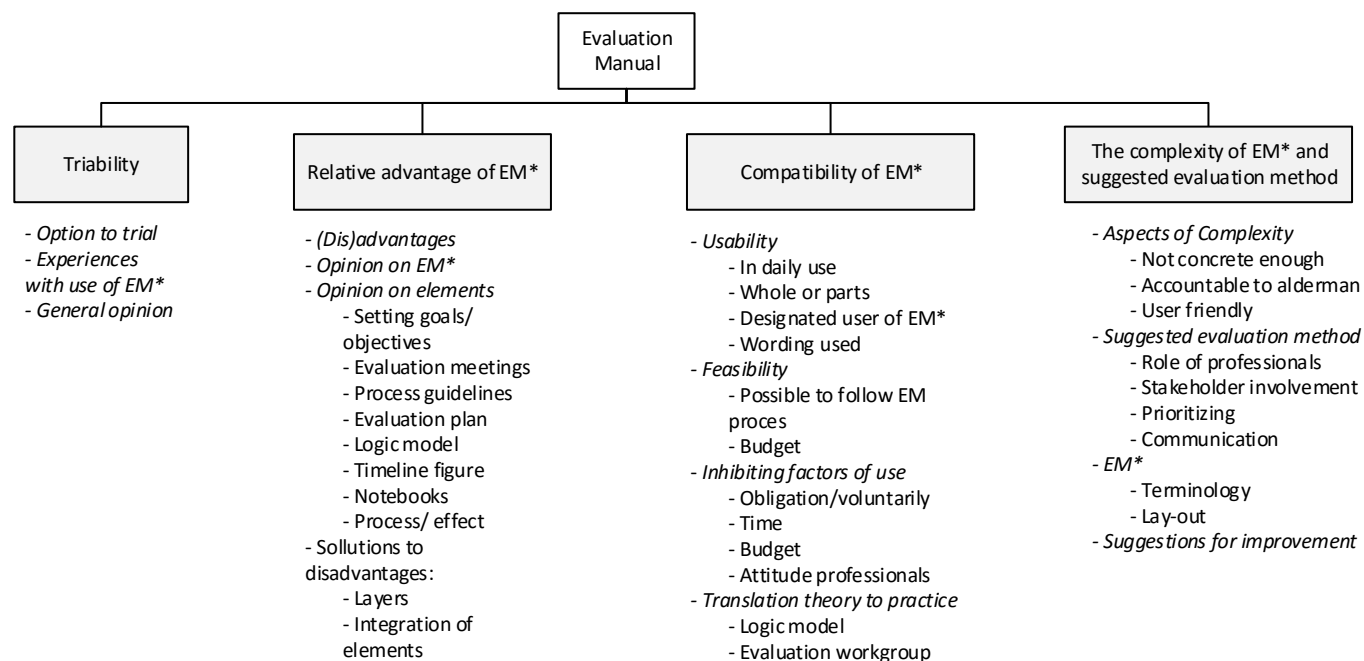 Evaluation
Manual
Triability
- Option to trial
- Experiences
with use of EM*
- General opinion
Relative advantage of EM*
- (Dis)advantages
- Opinion on EM*
- Opinion on elements
- Setting goals/
objectives
- Evaluation meetings
- Process guidelines
- Evaluation plan
- Logic model
- Timeline figure
- Notebooks
- Process/ effect
- Sollutions to
disadvantages:
- Layers
- Integration of
elements
Compatibility of EM*
- Usability
- In daily use
- Whole or parts
- Designated user of EM*
- Wording used
- Feasibility
- Possible to follow EM
proces
- Budget
- Inhibiting factors of use
- Obligation/voluntarily
- Time
- Budget
- Attitude professionals
- Translation theory to practice
- Logic model
- Evaluation workgroup
The complexity of EM* and
suggested evaluation method
- Aspects of Complexity
- Not concrete enough
- Accountable to alderman
- User friendly
- Suggested evaluation method
- Role of professionals
- Stakeholder involvement
- Prioritizing
- Communication
- EM*
- Terminology
- Lay-out
- Suggestions for improvement